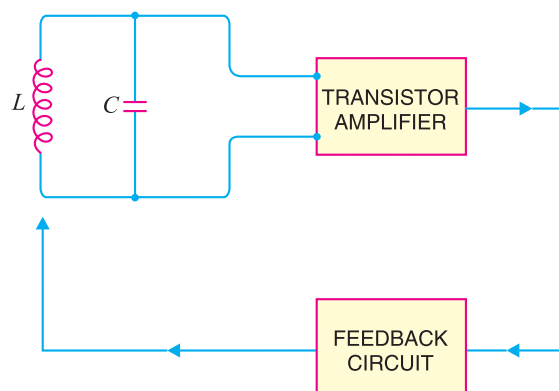 L
C
TRANSISTOR
AMPLIFIER
FEEDBACK
CIRCUIT